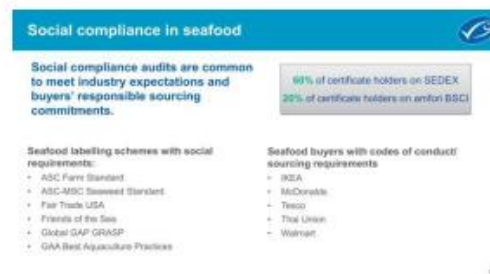 Social compliance in seafood
Social compliance audits are common
to meet industry expectations and
buyers' responsible sourcing
commitments.
60% of certificate holders on SEDEX
20% of certificate holders on amfori BSCI
Seafood labelling schemes with social
requirements:
• ASC Farm Standard
• ASC-MSC Seaweed Standard
• Fair Trade USA
• Friends of the Sea
• Global GAP GRASP
• GAA Best Aquaculture Practices
Seafood buyers with codes of conduct/
sourcing requirements
• IKEA
• McDonalds
• Tesco
• Thai Union
• Walmart